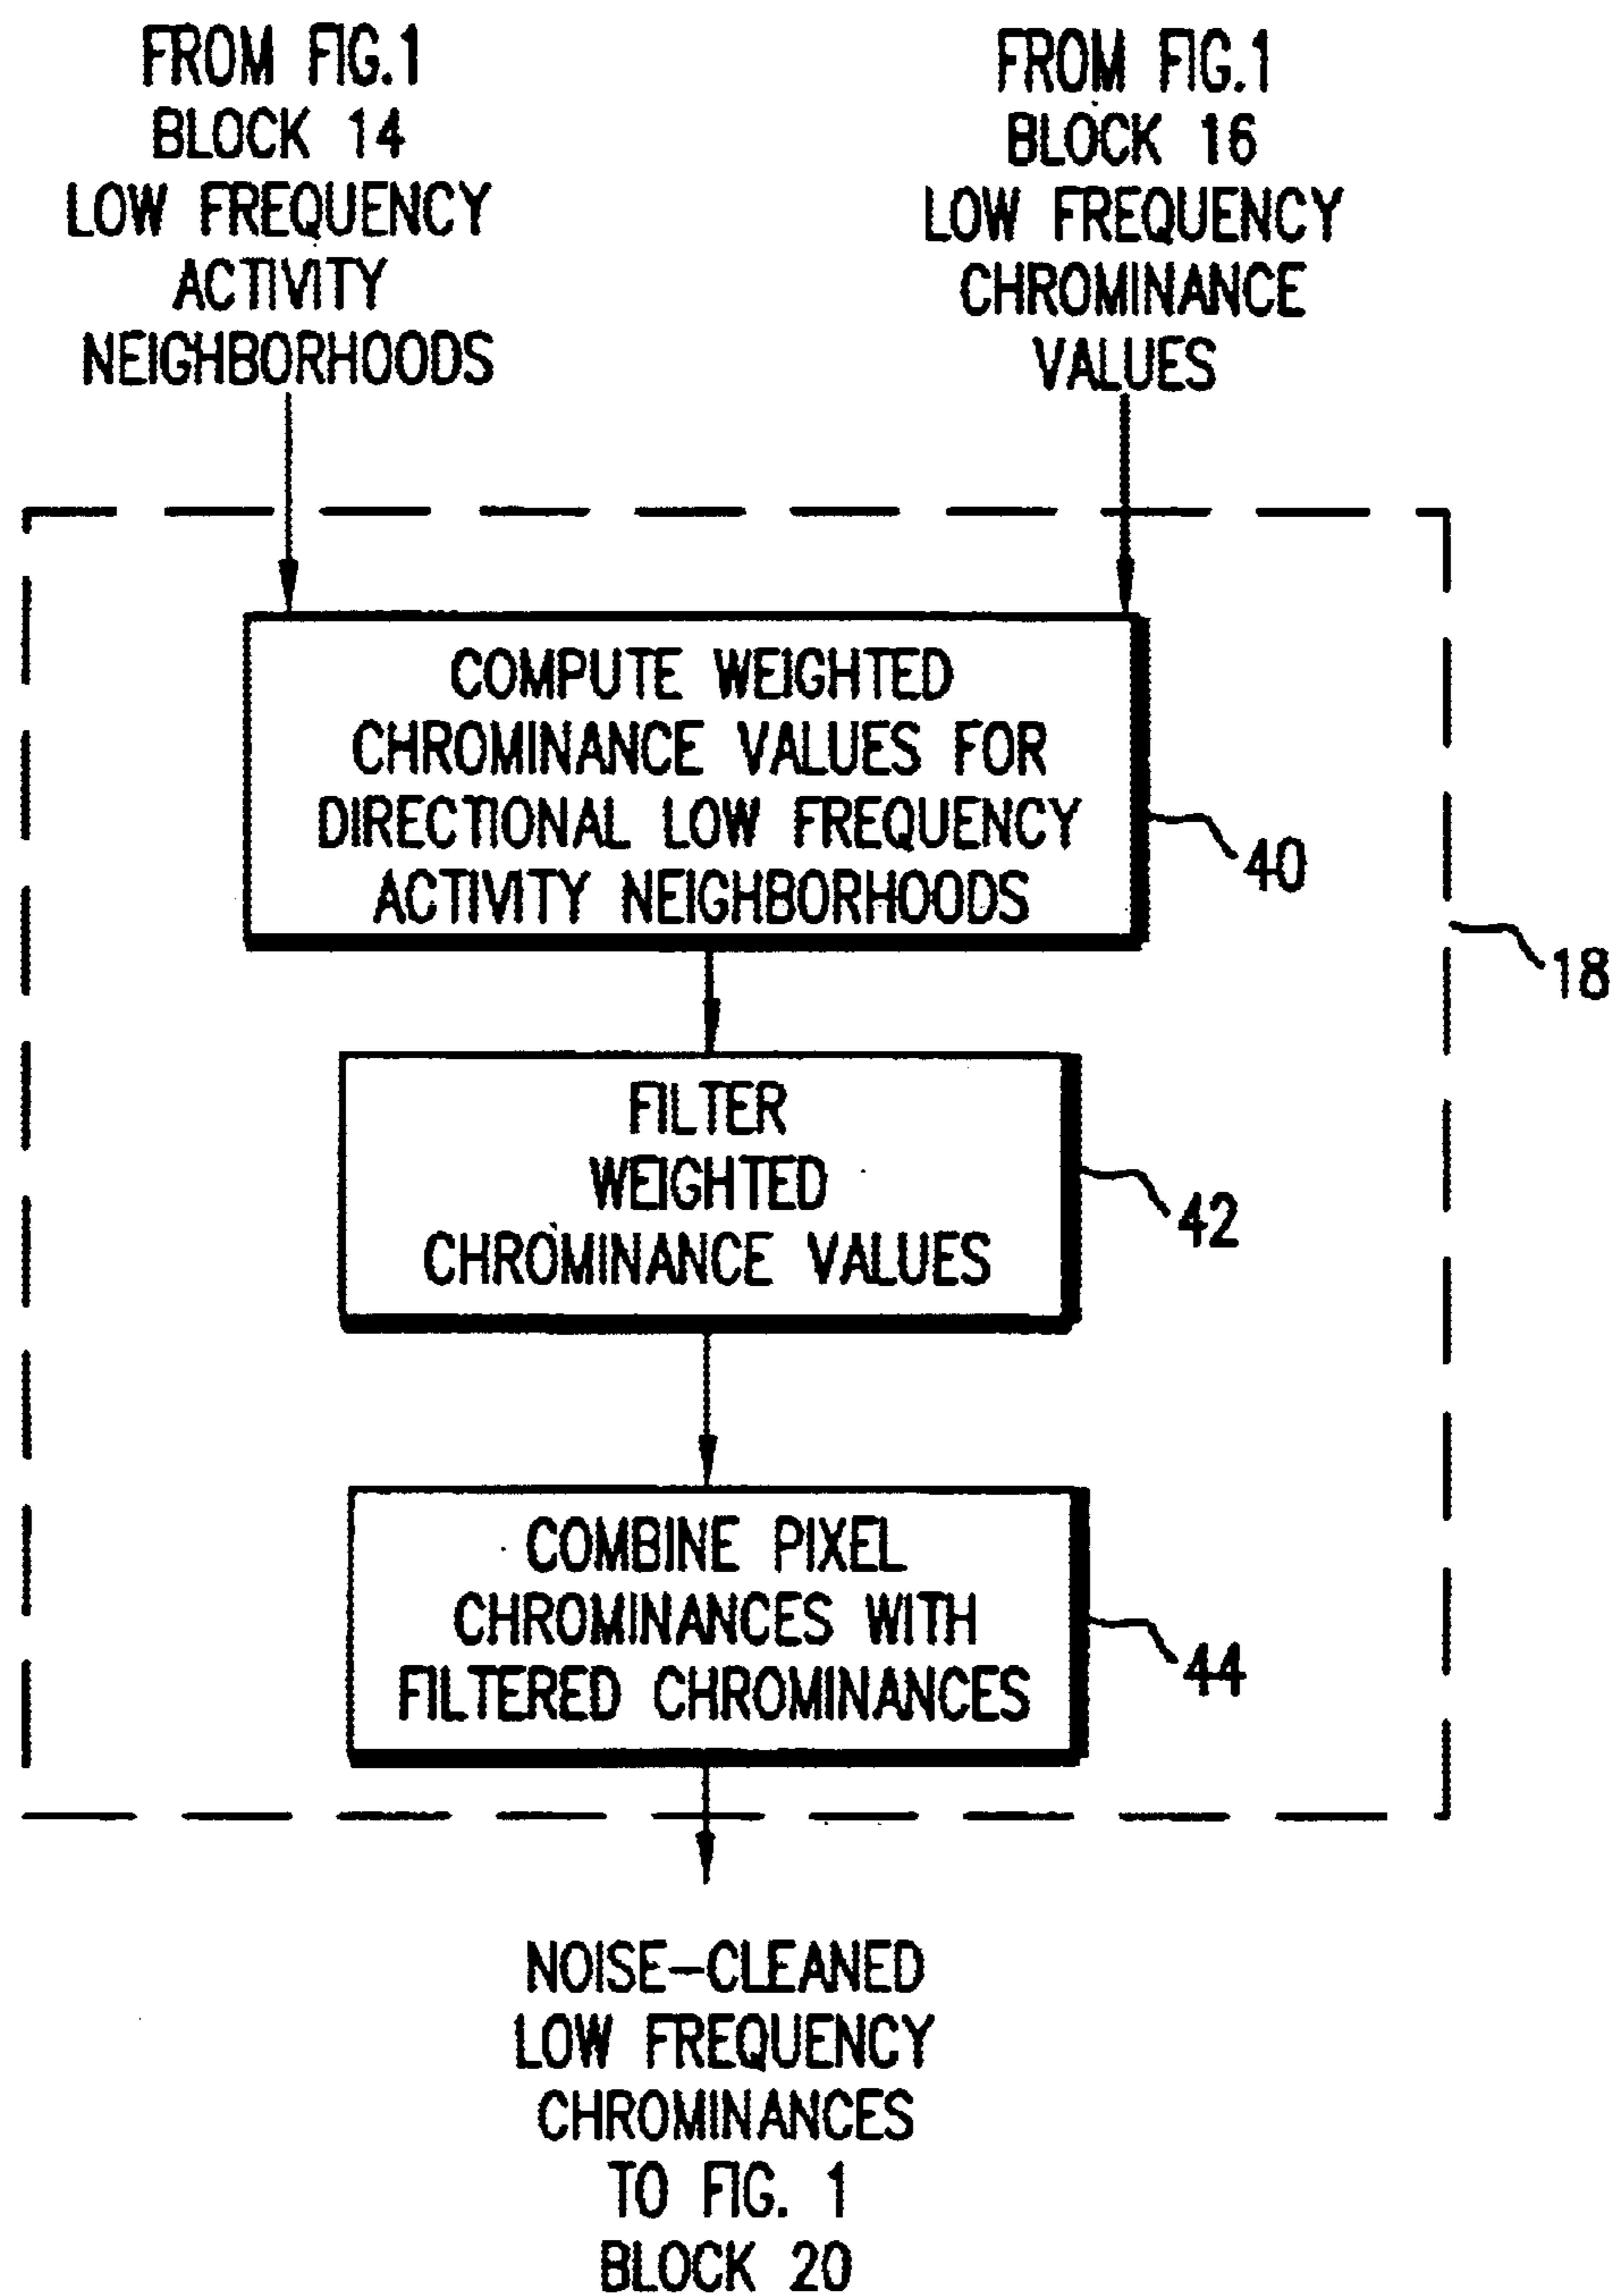 FROM FIG.1
BLOCK 14
LOW FREQUENCY
ACTIVITY
NEIGHBORHOODS
FROM FIG.1
BLOCK 16
LOW FREQUENCY
CHROMINANCE
VALUES
COMPUTE WEIGHTED
CHROMINANCE VALUES FOR
DIRECTIONAL LOW FREQUENCY
ACTIVITY NEIGHBORHOODS
40
18
FILTER
WEIGHTED
CHROMINANCE VALUES
42
COMBINE PIXEL
CHROMINANCES WITH
FILTERED CHROMINANCES
44
NOISE-CLEANED
LOW FREQUENCY
CHROMINANCES
TO FIG. 1
BLOCK 20